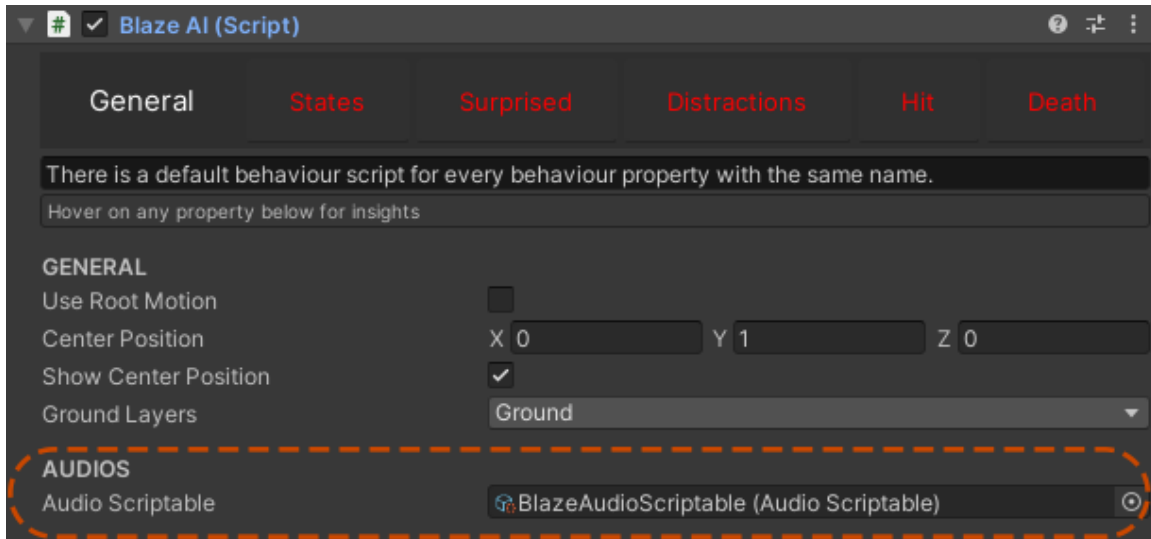 # Blaze AI (Script)
General States Surprised Distractions Hit Death
There is a default behaviour script for every behaviour property with the same name.
Hover on any property below for insights
GENERAL
Use Root Motion
Center Position X 0 Y 1 Z 0
Show Center Position
Ground Layers Ground
AUDIOS
Audio Scriptable BlazeAudioScriptable (Audio Scriptable)